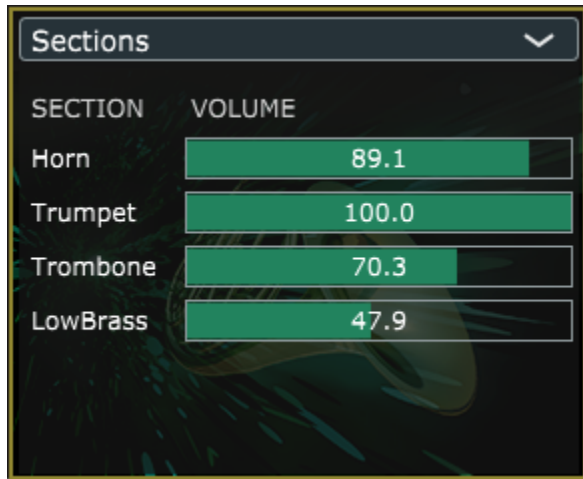 Sections
SECTION VOLUME
Horn 89.1
Trumpet 100.0
Trombone 70.3
LowBrass 47.9